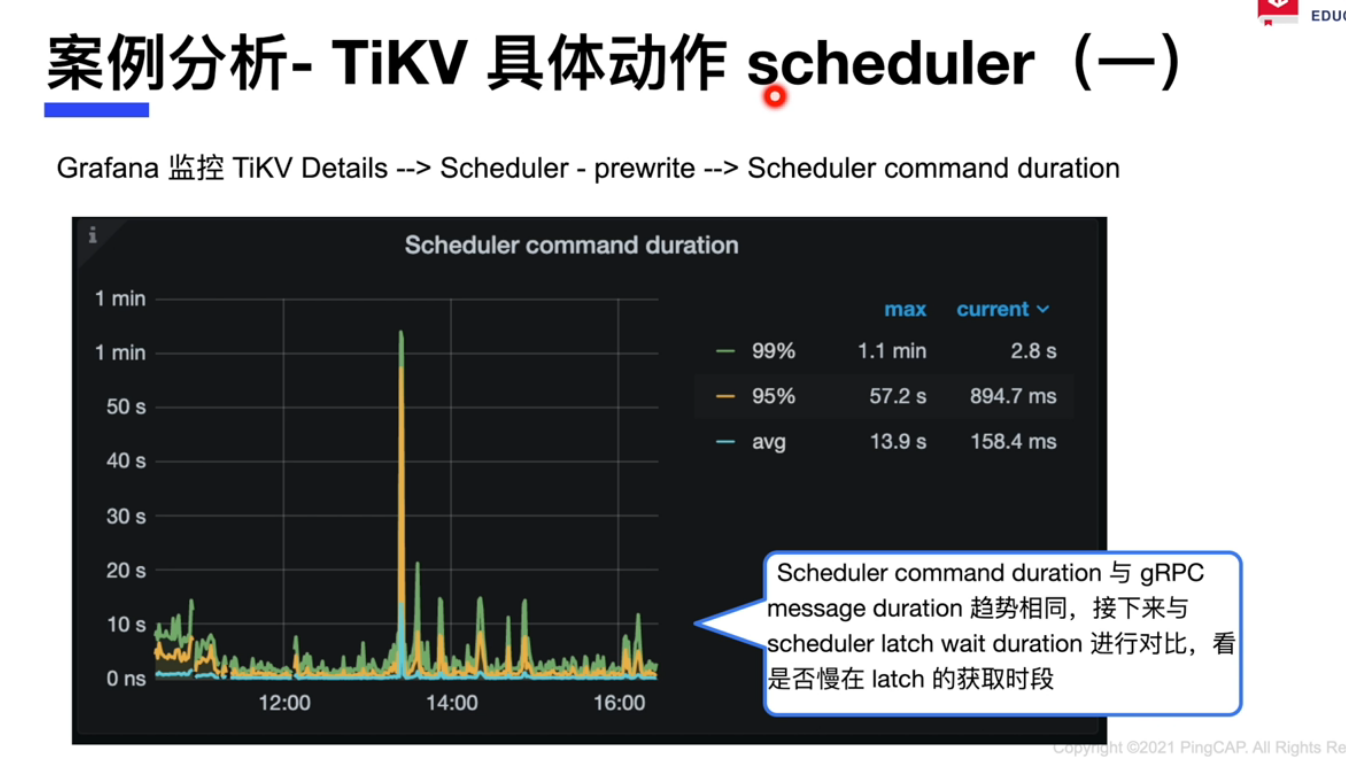 EDUC
案例分析- TiKV 具体动作 scheduler（一）
Grafana 监控 TiKV Details --> Scheduler - prewrite --> Scheduler command duration
i
Scheduler command duration
1 min
1 min
50 s
40 s
30 s
20 s
10 s
0 ns
12:00
14:00
16:00
max current
99% 1.1 min 2.8 s
95% 57.2 s 894.7 ms
avg 13.9 s 158.4 ms
Scheduler command duration 与 gRPC
message duration 趋势相同，接下来与
scheduler latch wait duration 进行对比，看
是否慢在 latch 的获取时段
Copyright ©2021 PingCAP. All Rights Re